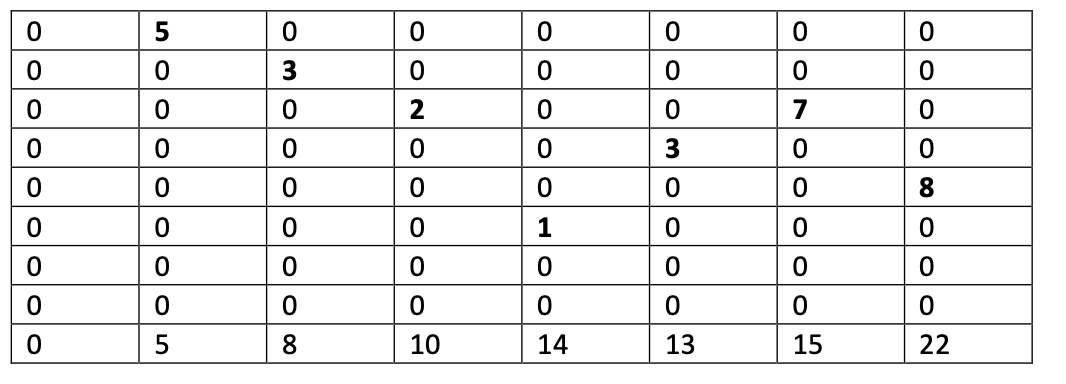 0 5 0 0 0 0 0 0
0 0 3 0 0 0 0 0
0 0 0 2 0 0 7 0
0 0 0 0 0 3 0 0
0 0 0 0 0 0 0 8
0 0 0 0 1 0 0 0
0 0 0 0 0 0 0 0
0 0 0 0 0 0 0 0
0 5 8 10 14 13 15 22